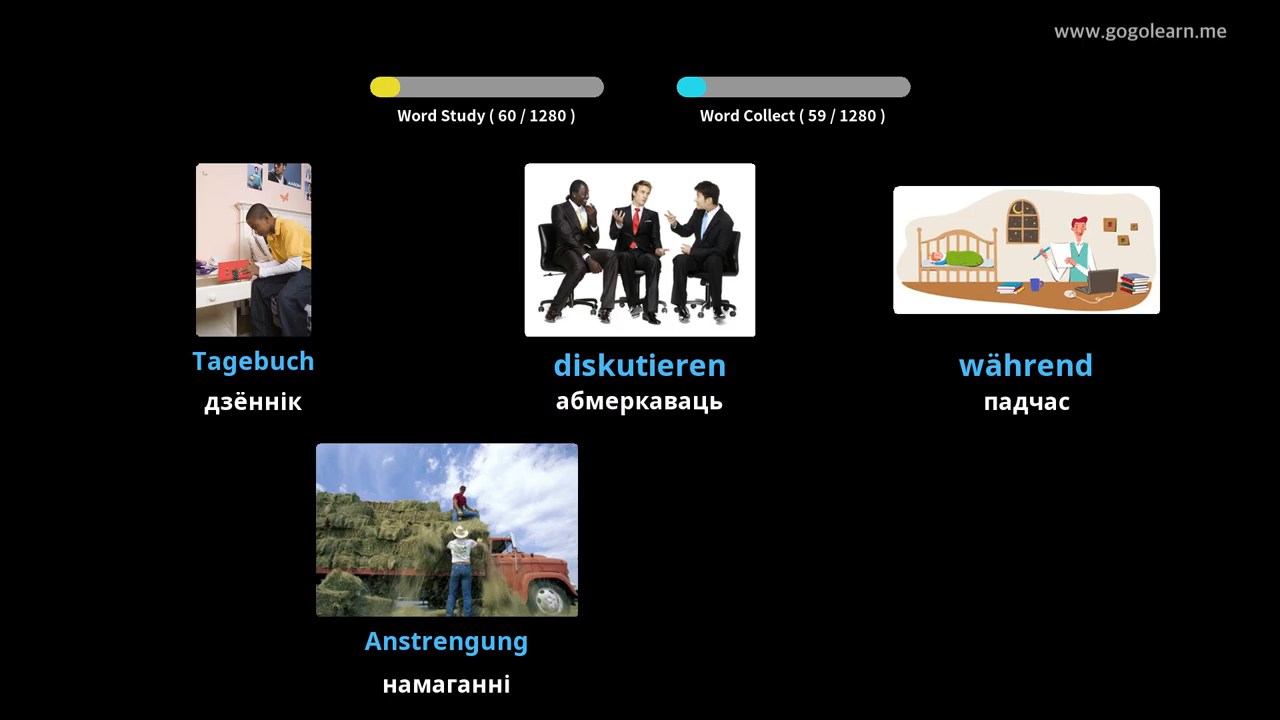 www.gogolearn.me
Word Study ( 60 / 1280 )
Word Collect ( 59 / 1280 )
Tagebuch
дзённік
diskutieren
абмеркаваць
während
падчас
Anstrengung
намаганні